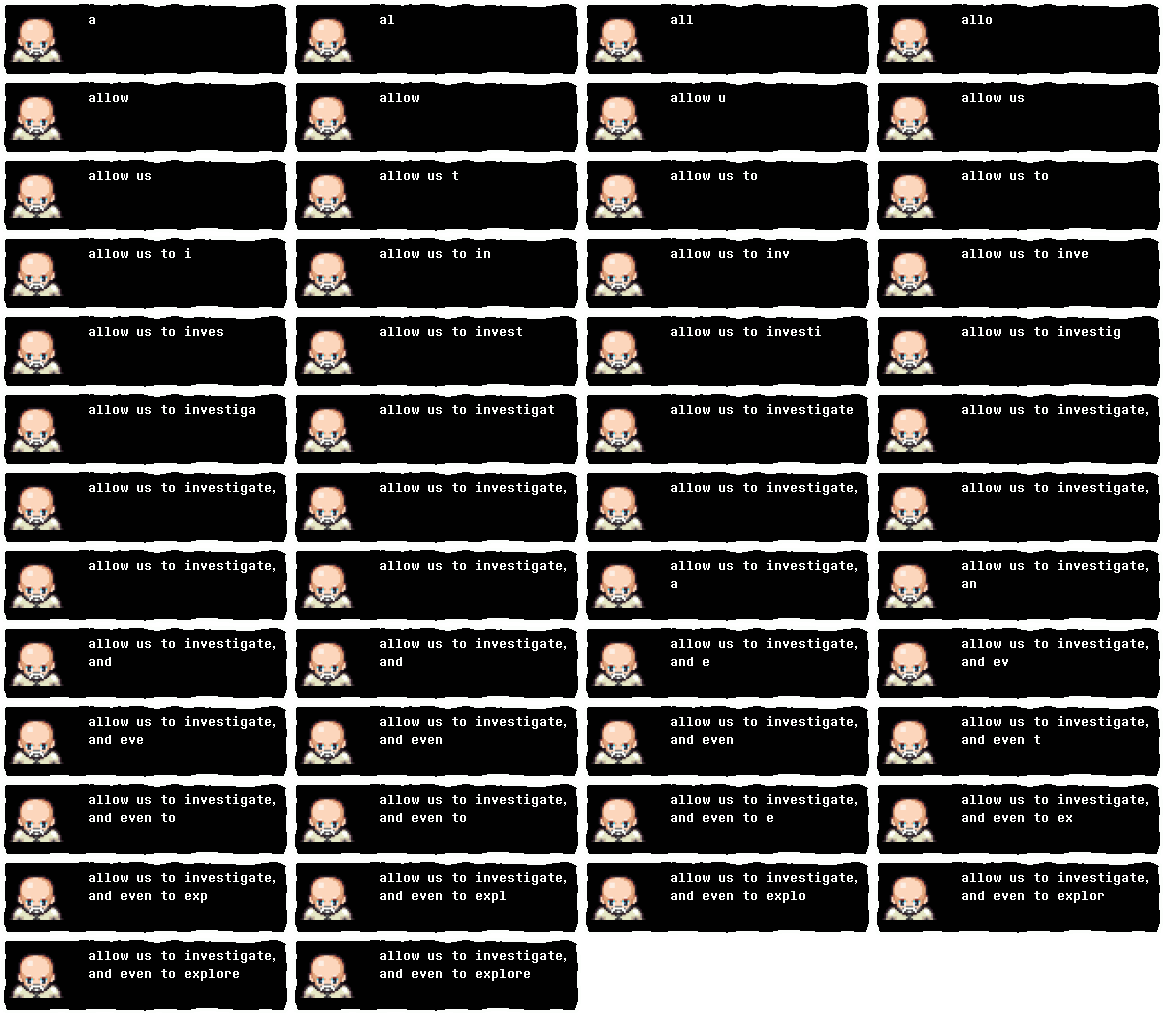 a
al
all
allo
allow
allow
allow u
allow us
allow us
allow us t
allow us to
allow us to
allow us to i
allow us to in
allow us to inv
allow us to inve
allow us to inves
allow us to invest
allow us to investi
allow us to investig
allow us to investiga
allow us to investigat
allow us to investigate
allow us to investigate,
allow us to investigate,
allow us to investigate,
allow us to investigate,
allow us to investigate,
allow us to investigate,
allow us to investigate,
allow us to investigate,
a
allow us to investigate,
an
allow us to investigate,
and
allow us to investigate,
and
allow us to investigate,
and e
allow us to investigate,
and ev
allow us to investigate,
and eve
allow us to investigate,
and even
allow us to investigate,
and even
allow us to investigate,
and even t
allow us to investigate,
and even to
allow us to investigate,
and even to
allow us to investigate,
and even to e
allow us to investigate,
and even to ex
allow us to investigate,
and even to exp
allow us to investigate,
and even to expl
allow us to investigate,
and even to explo
allow us to investigate,
and even to explor
allow us to investigate,
and even to explore
allow us to investigate,
and even to explore